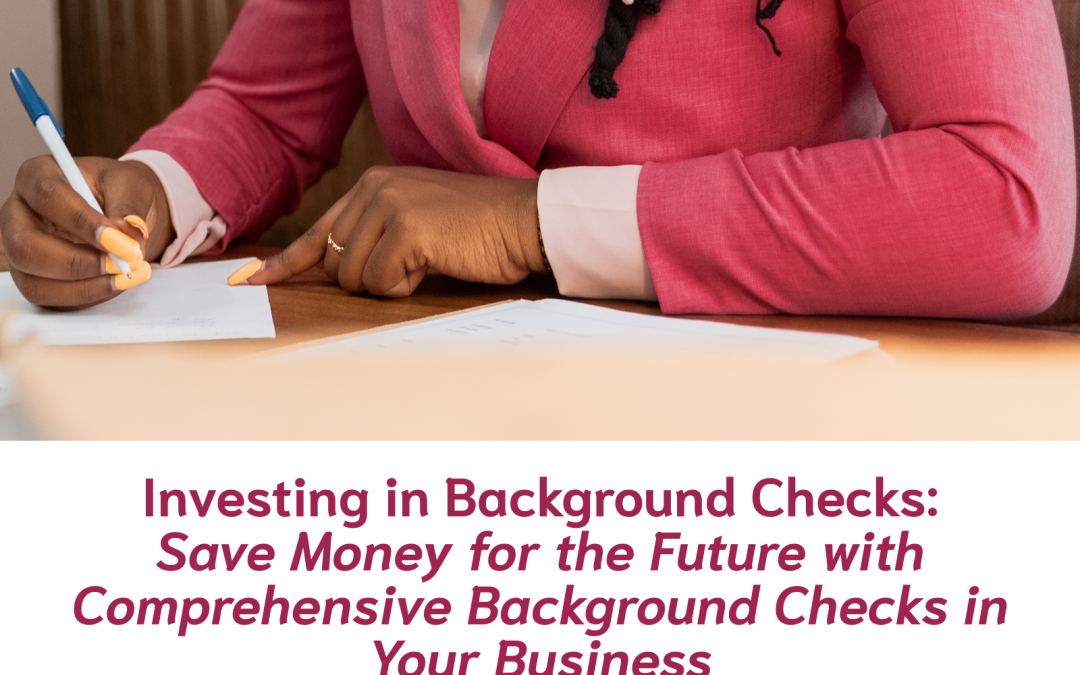 Investing in Background Checks:
Save Money for the Future with
Comprehensive Background Checks in
Your Business